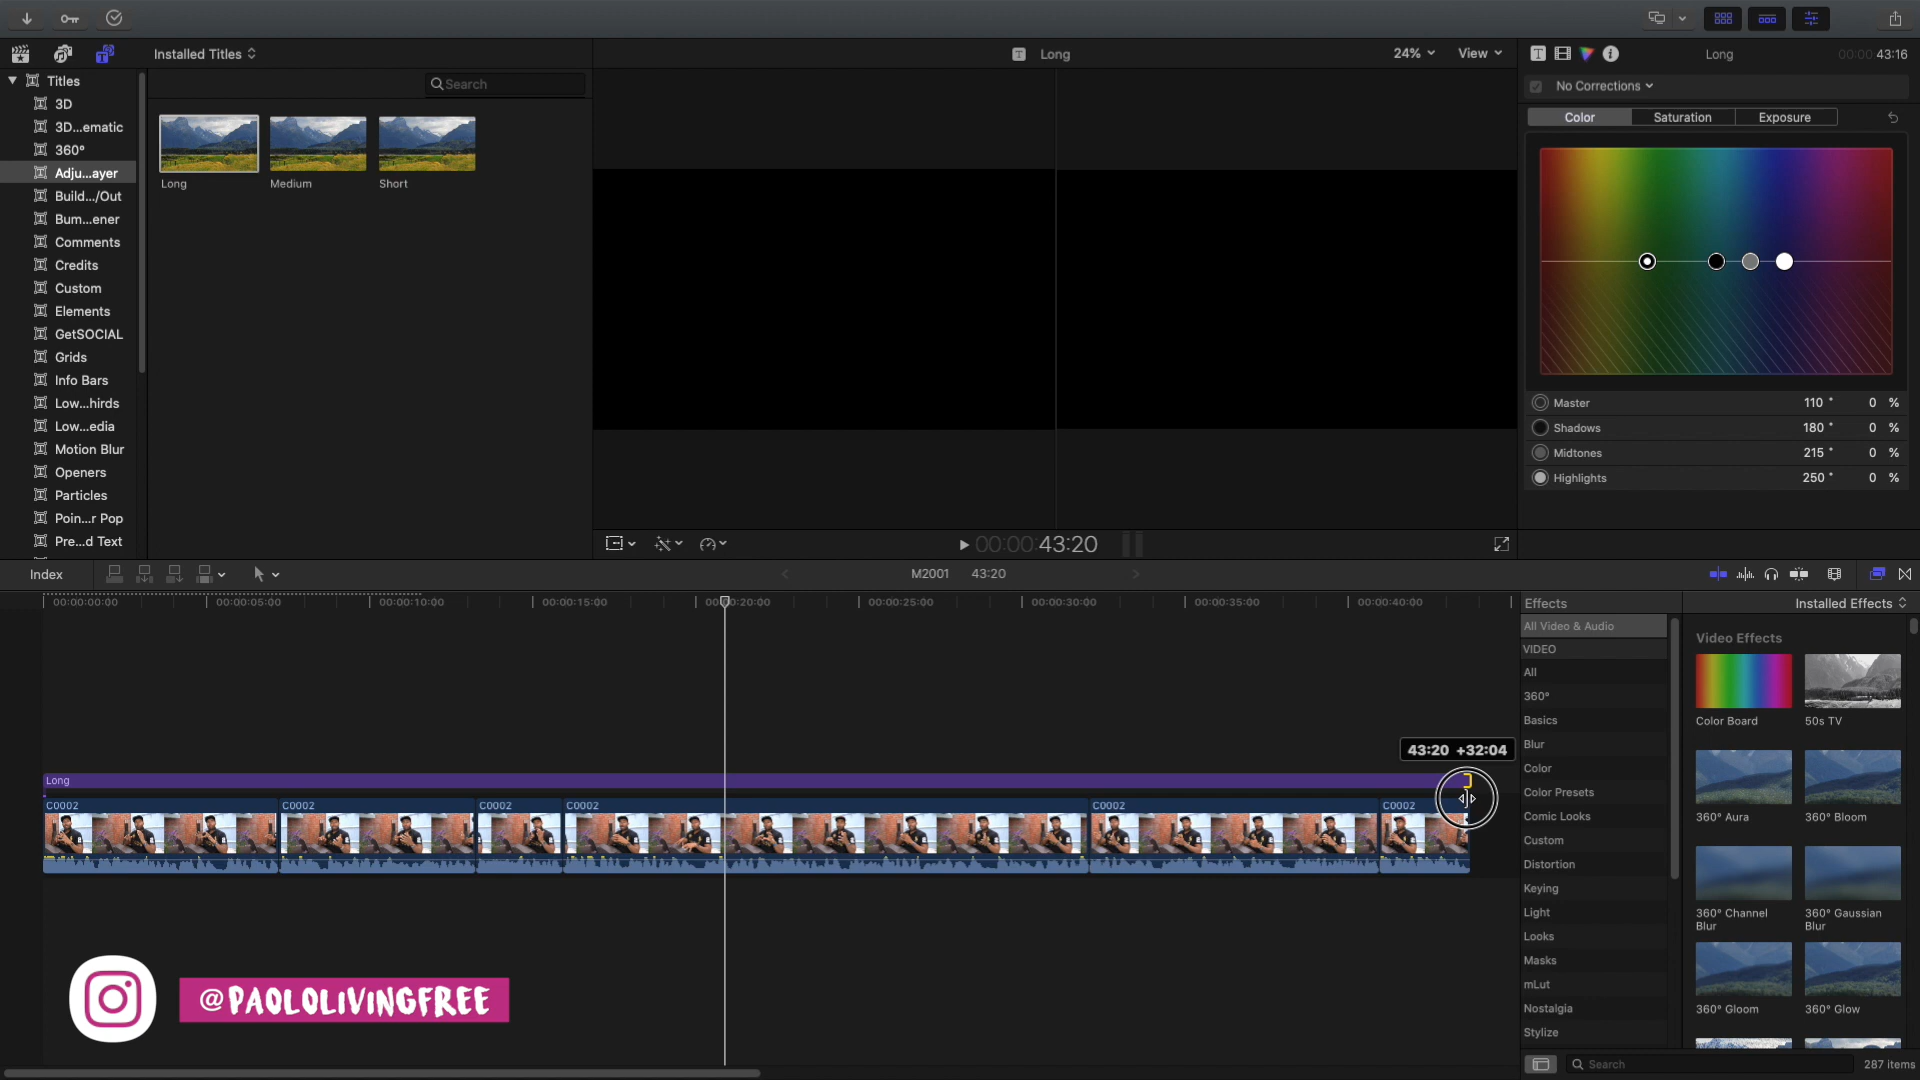 Installed Titles
Long
24%
View
Long
00:00:43:16
Titles
Search
No Corrections
3D
3D...ematic
360°
Adju...ayer
Build.../Out
Bum...ener
Comments
Credits
Custom
Elements
GetSOCIAL
Grids
Info Bars
Low...hirds
Low...edia
Motion Blur
Openers
Particles
Poin...r Pop
Pre...d Text
Long
Medium
Short
Color
Saturation
Exposure
Master 110 ° 0 %
Shadows 180 ° 0 %
Midtones 215 ° 0 %
Highlights 250 ° 0 %
00:00:43:20
Index
M2001 43:20
00:00:00:00
00:00:05:00
00:00:10:00
00:00:15:00
00:00:20:00
00:00:25:00
00:00:30:00
00:00:35:00
00:00:40:00
43:20 +32:04
Long
C0002
C0002
C0002
C0002
C0002
C0002
@PAOLOLIVINGFREE
Effects
Installed Effects
All Video & Audio
VIDEO
All
360°
Basics
Blur
Color
Color Presets
Comic Looks
Custom
Distortion
Keying
Light
Looks
Masks
mLut
Nostalgia
Stylize
Video Effects
Color Board
50s TV
360° Aura
360° Bloom
360° Channel
Blur
360° Gaussian
Blur
360° Gloom
360° Glow
Search
287 items